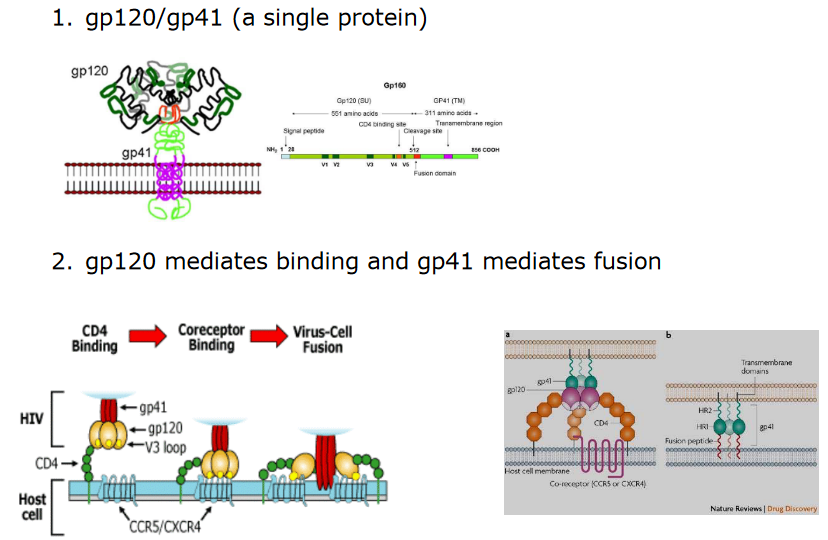 1. gp120/gp41 (a single protein)
gp120
gp41
Gp160
Gp120 (SU) GP41 (TM)
551 amino acids 311 amino acids
CD4 binding site Transmembrane region
Signal peptide Cleavage site
NH₂ 1 28 512 856 COOH
V1 V2 V3 V4 V5
Fusion domain
2. gp120 mediates binding and gp41 mediates fusion
CD4 Binding
Coreceptor Binding
Virus-Cell Fusion
HIV
gp41
gp120
V3 loop
CD4
Host cell
CCR5/CXCR4
a
gp41
gp120
CD4
Host cell membrane
Co-receptor (CCR5 or CXCR4)
b
Transmembrane
domains
HR2
HR1
gp41
Fusion peptide
Nature Reviews | Drug Discovery